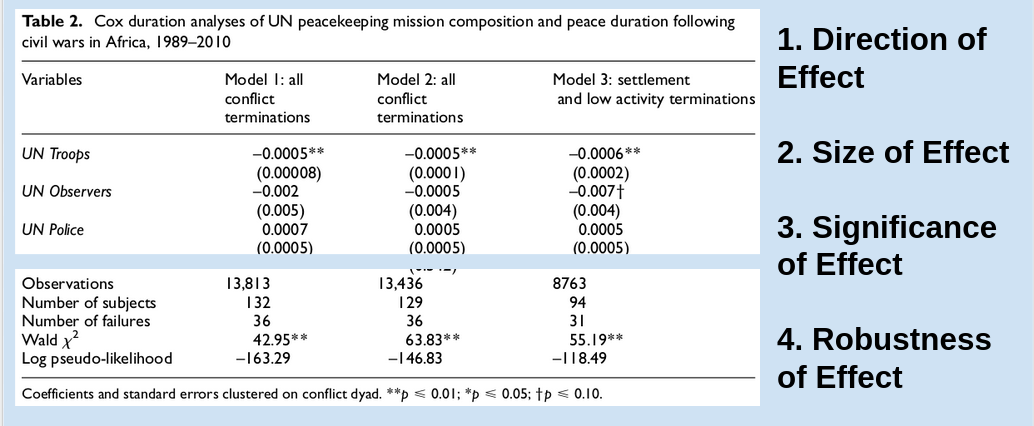 Table 2. Cox duration analyses of UN peacekeeping mission composition and peace duration following
civil wars in Africa, 1989–2010
Variables Model 1: all conflict terminations Model 2: all conflict terminations Model 3: settlement and low activity terminations
UN Troops –0.0005** –0.0005** –0.0006**
(0.00008) (0.0001) (0.0002)
UN Observers –0.002 –0.0005 –0.007†
(0.005) (0.004) (0.004)
UN Police 0.0007 0.0005 0.0005
(0.0005) (0.0005) (0.0005)
Observations 13,813 13,436 8763
Number of subjects 132 129 94
Number of failures 36 36 31
Wald χ² 42.95** 63.83** 55.19**
Log pseudo-likelihood –163.29 –146.83 –118.49
Coefficients and standard errors clustered on conflict dyad. **p ⩽ 0.01; *p ⩽ 0.05; †p ⩽ 0.10.
1. Direction of
Effect
2. Size of Effect
3. Significance
of Effect
4. Robustness
of Effect